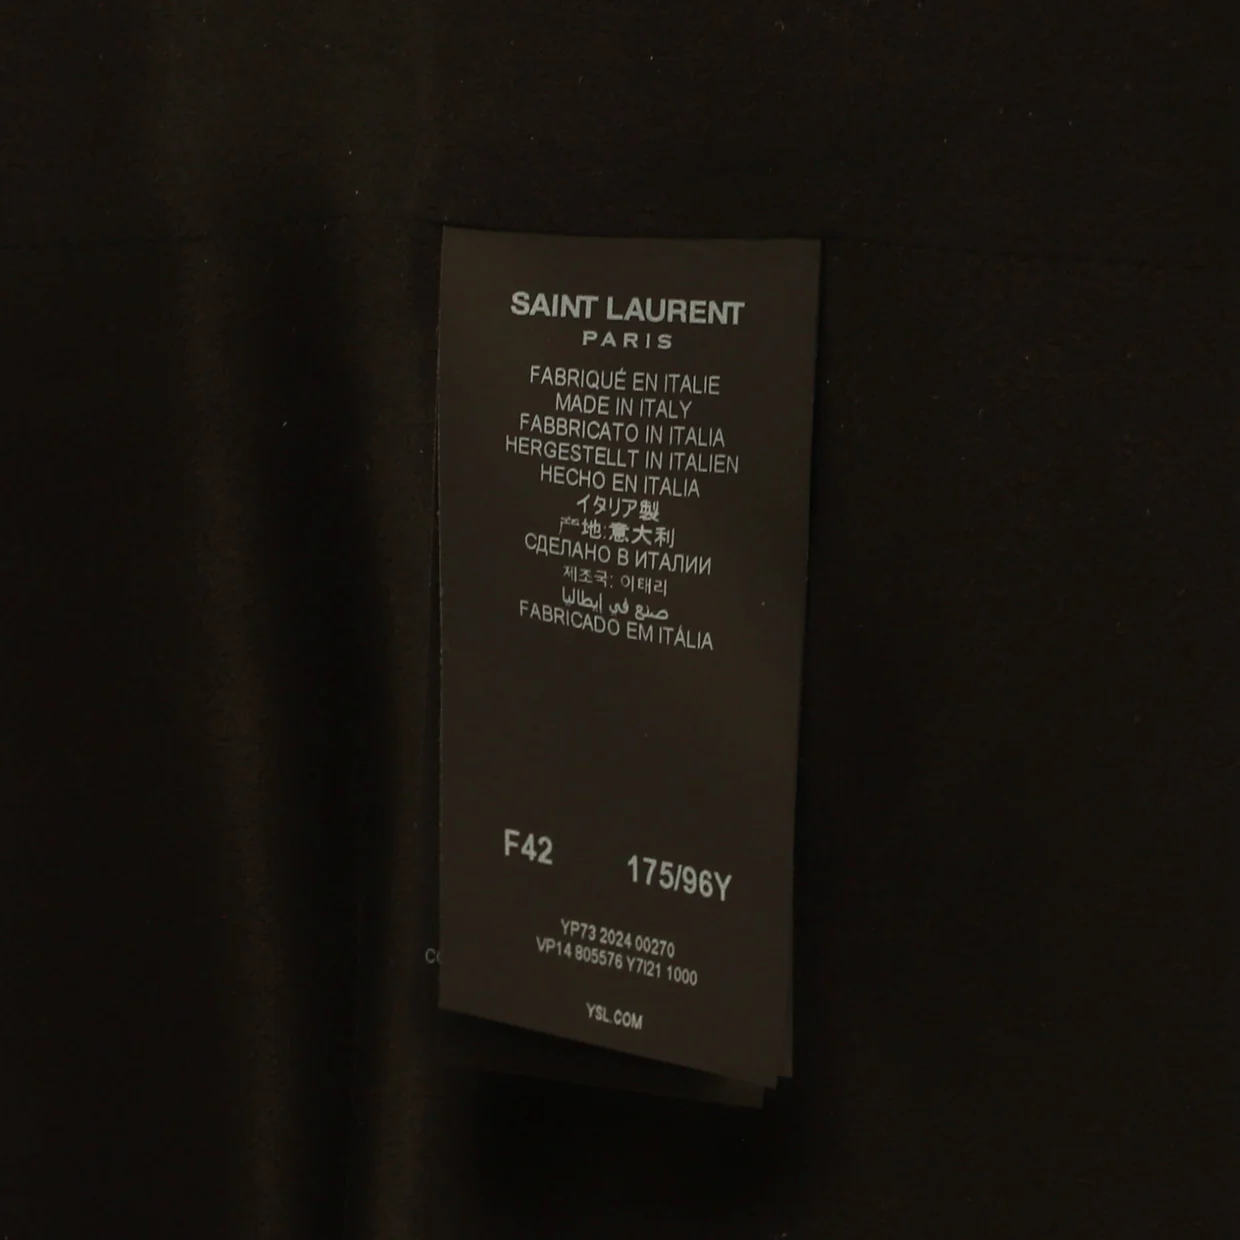 SAINT LAURENT
PARIS
FABRIQUÉ EN ITALIE
MADE IN ITALY
FABBRICATO IN ITALIA
HERGESTELLT IN ITALIEN
HECHO EN ITALIA
イタリア製
产地:意大利
СДЕЛАНО В ИТАЛИИ
제조국: 이태리
صنع في إيطاليا
FABRICADO EM ITÁLIA
F42 175/96Y
YP73 2024 00270
VP14 805576 Y7I21 1000
YSL.COM